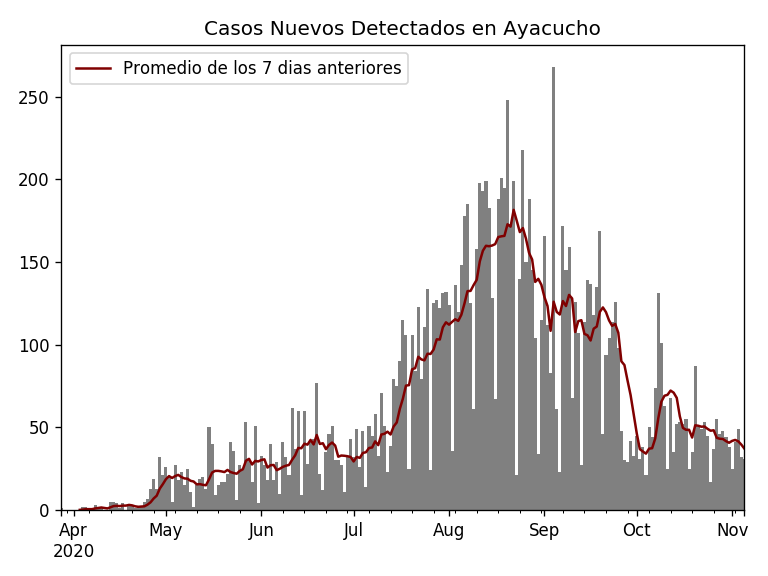 Casos Nuevos Detectados en Ayacucho
Promedio de los 7 dias anteriores
250
200
150
100
50
0
Apr May Jun Jul Aug Sep Oct Nov
2020